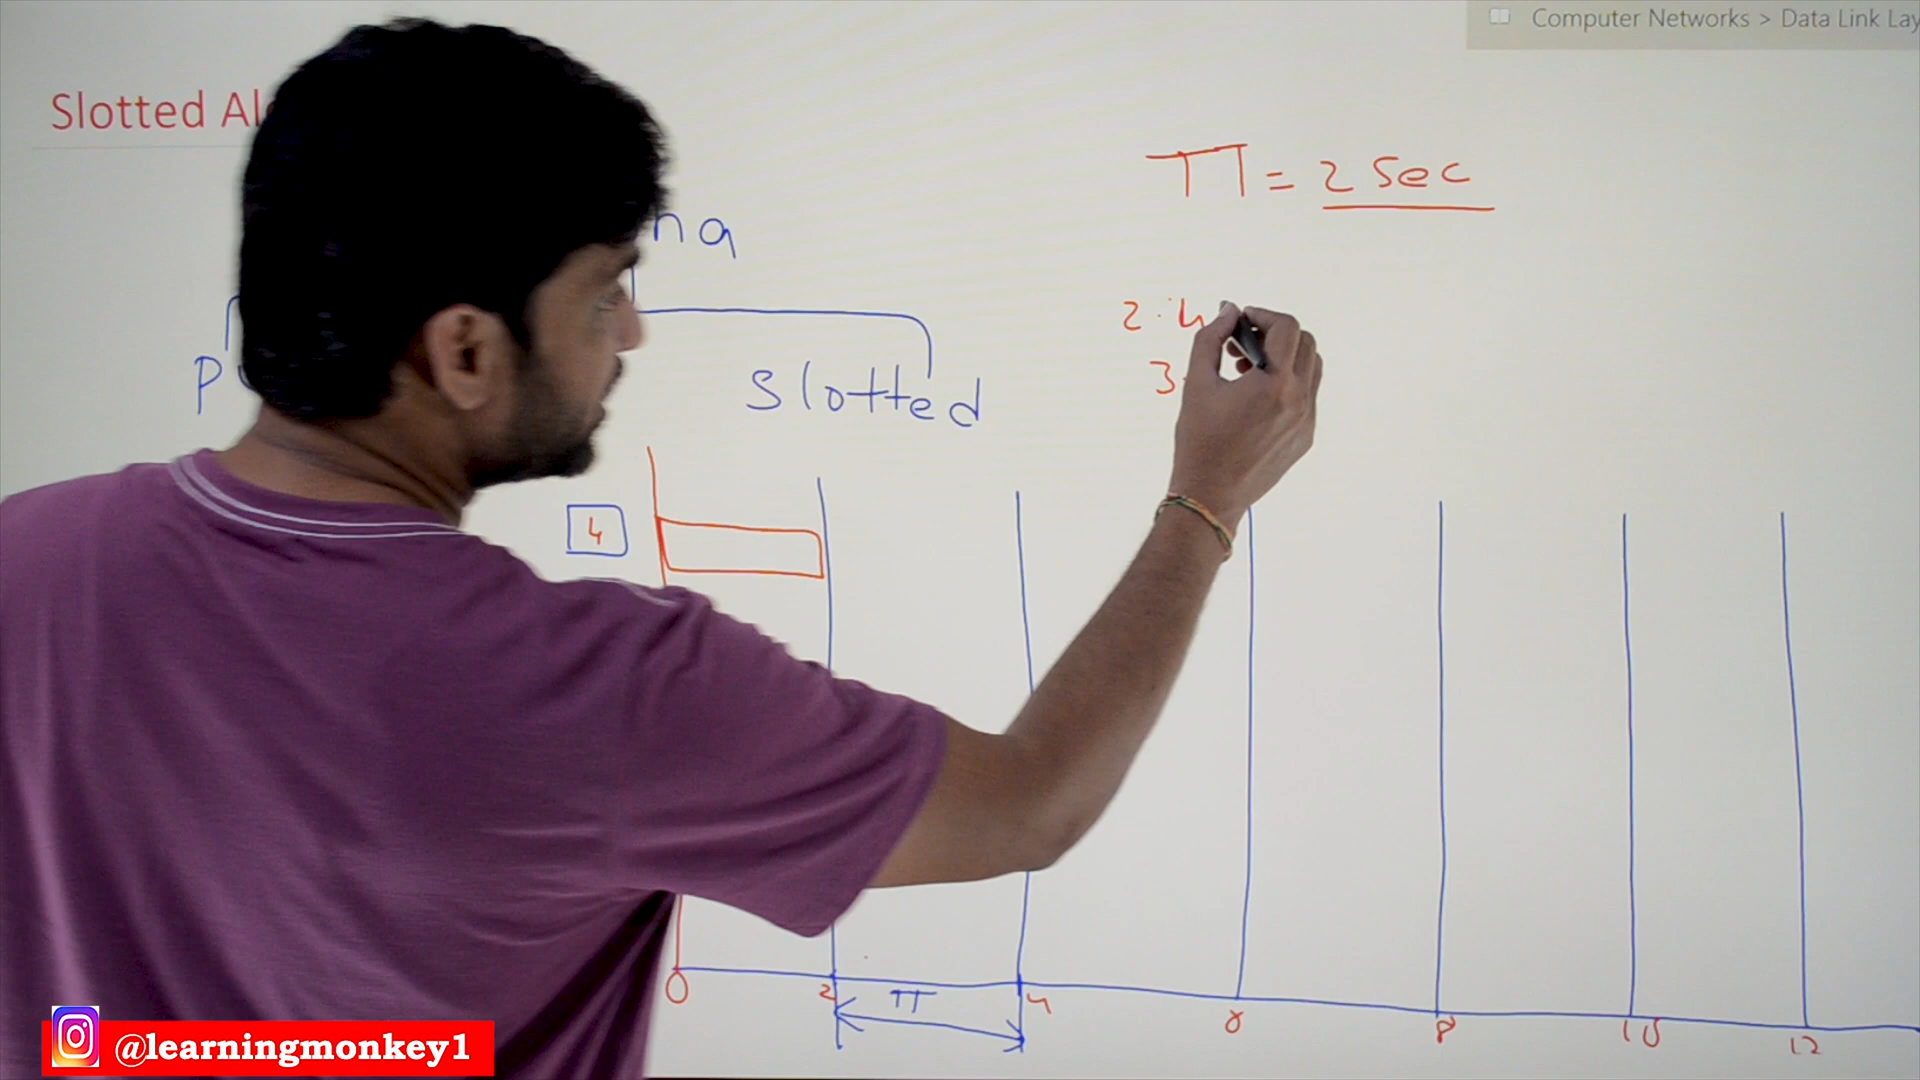 Computer Networks > Data Link Lay
Slotted Al
TT = 2 Sec
ha
2. 4
3.
P
Slotted
4
0 2 4 6 8 10 12
TT
@learningmonkey1